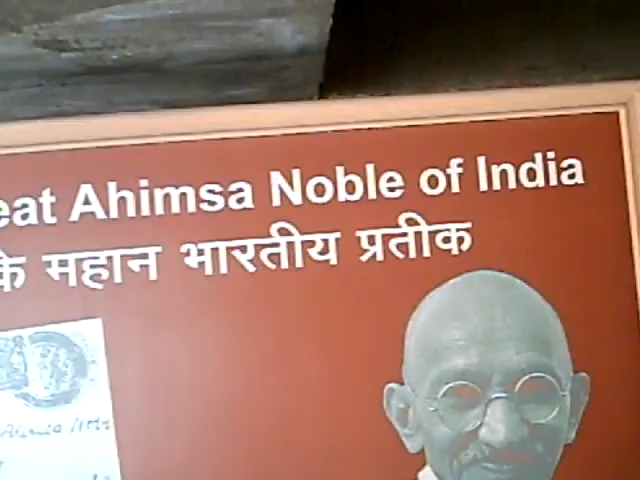 eat Ahimsa Noble of India
के महान भारतीय प्रतीक